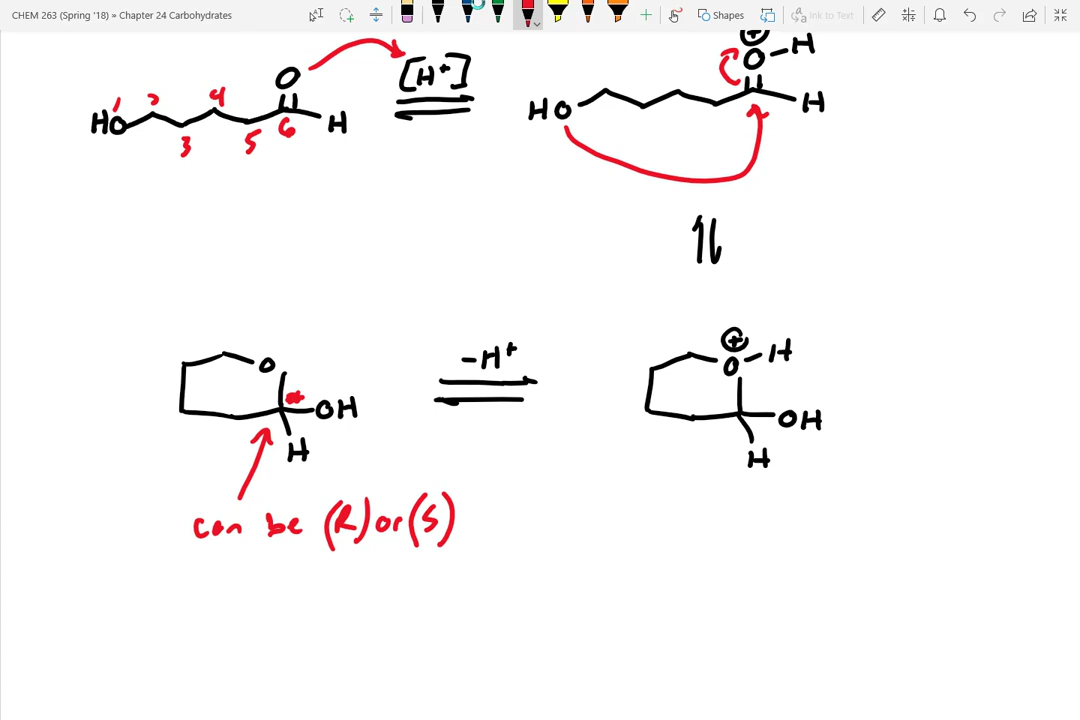 CHEM 263 (Spring '18) » Chapter 24 Carbohydrates
Shapes
Ink to Text
O
[H+]
HO
H
1 2 3 4 5 6
+
O-H
HO
H
O
*
OH
H
-H+
+
O-H
OH
H
can be (R) or (S)